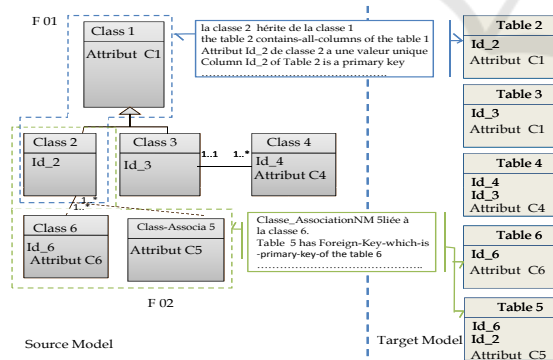 F 01
Class 1
Attribut C1
la classe 2 hérite de la classe 1
the table 2 contains-all-columns of the table 1
Attribut Id_2 de classe 2 a une valeur unique
Column Id_2 of Table 2 is a primary key
Table 2
Id_2
Attribut C1
Table 3
Id_3
Attribut C1
Class 2
Id_2
Class 3
Id_3
1..1
1..*
Class 4
Id_4
Attribut C4
Table 4
Id_4
Id_3
Attribut C4
1..*
1..*
Class 6
Id_6
Attribut C6
Class-Associa 5
Attribut C5
Classe_AssociationNM 5liée à
la classe 6.
Table 5 has Foreign-Key-which-is
-primary-key-of the table 6
Table 6
Id_6
Attribut C6
F 02
Table 5
Id_6
Id_2
Attribut C5
Source Model
Target Model